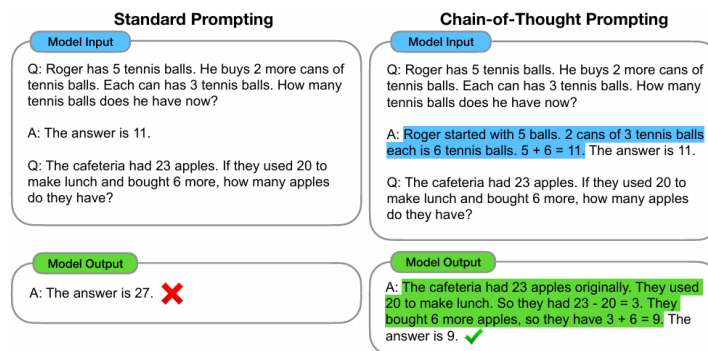 Standard Prompting
Model Input
Q: Roger has 5 tennis balls. He buys 2 more cans of
tennis balls. Each can has 3 tennis balls. How many
tennis balls does he have now?
A: The answer is 11.
Q: The cafeteria had 23 apples. If they used 20 to
make lunch and bought 6 more, how many apples
do they have?
Model Output
A: The answer is 27.
Chain-of-Thought Prompting
Model Input
Q: Roger has 5 tennis balls. He buys 2 more cans of
tennis balls. Each can has 3 tennis balls. How many
tennis balls does he have now?
A: Roger started with 5 balls. 2 cans of 3 tennis balls
each is 6 tennis balls. 5 + 6 = 11. The answer is 11.
Q: The cafeteria had 23 apples. If they used 20 to
make lunch and bought 6 more, how many apples
do they have?
Model Output
A: The cafeteria had 23 apples originally. They used
20 to make lunch. So they had 23 - 20 = 3. They
bought 6 more apples, so they have 3 + 6 = 9. The
answer is 9.